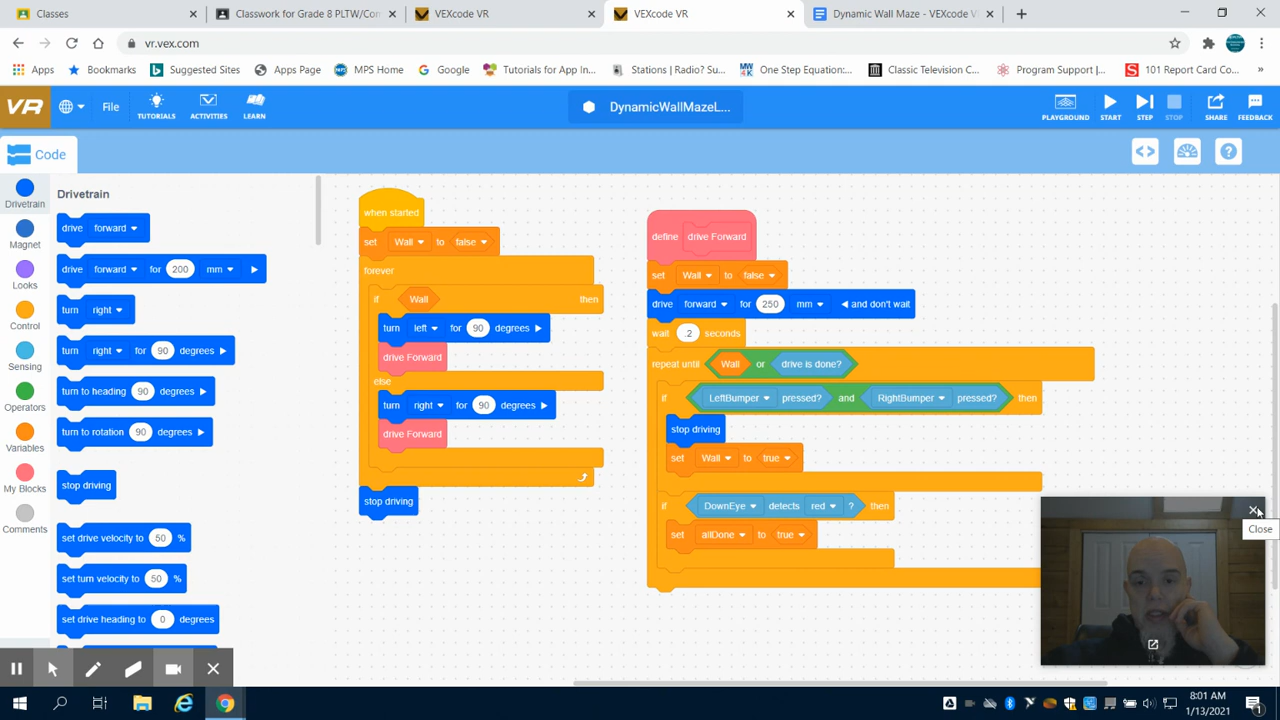 Classes
Classwork for Grade 8 PLTW/Con
VEXcode VR
VEXcode VR
Dynamic Wall Maze - VEXcode V
vr.vex.com
Apps
Bookmarks
Suggested Sites
Apps Page
MPS Home
Google
Tutorials for App In...
Stations | Radio? Su...
One Step Equation:...
Classic Television C...
Program Support |...
101 Report Card Co...
»
VR
File
TUTORIALS
ACTIVITIES
LEARN
DynamicWallMazeL...
PLAYGROUND
START
STEP
STOP
SHARE
FEEDBACK
Code
Drivetrain
Magnet
Looks
Control
Sensing
Operators
Variables
My Blocks
Comments
Drivetrain
drive forward
drive forward for 200 mm
turn right
turn right for 90 degrees
turn to heading 90 degrees
turn to rotation 90 degrees
stop driving
set drive velocity to 50 %
set turn velocity to 50 %
set drive heading to 0 degrees
when started
set Wall to false
forever
if Wall then
turn left for 90 degrees
drive Forward
else
turn right for 90 degrees
drive Forward
stop driving
define drive Forward
set Wall to false
drive forward for 250 mm and don't wait
wait .2 seconds
repeat until Wall or drive is done?
if LeftBumper pressed? and RightBumper pressed? then
stop driving
set Wall to true
if DownEye detects red ? then
set allDone to true
Close
8:01 AM
1/13/2021